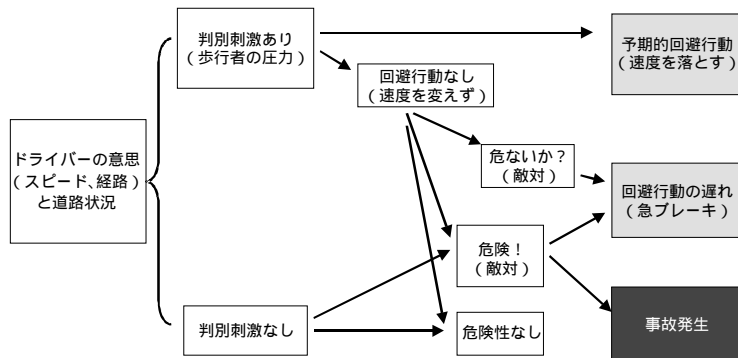 判別刺激あり
(歩行者の圧力)
予期的回避行動
(速度を落とす)
回避行動なし
(速度を変えず)
ドライバーの意思
(スピード、経路)
と道路状況
危ないか?
(敵対)
回避行動の遅れ
(急ブレーキ)
危険!
(敵対)
判別刺激なし
危険性なし
事故発生